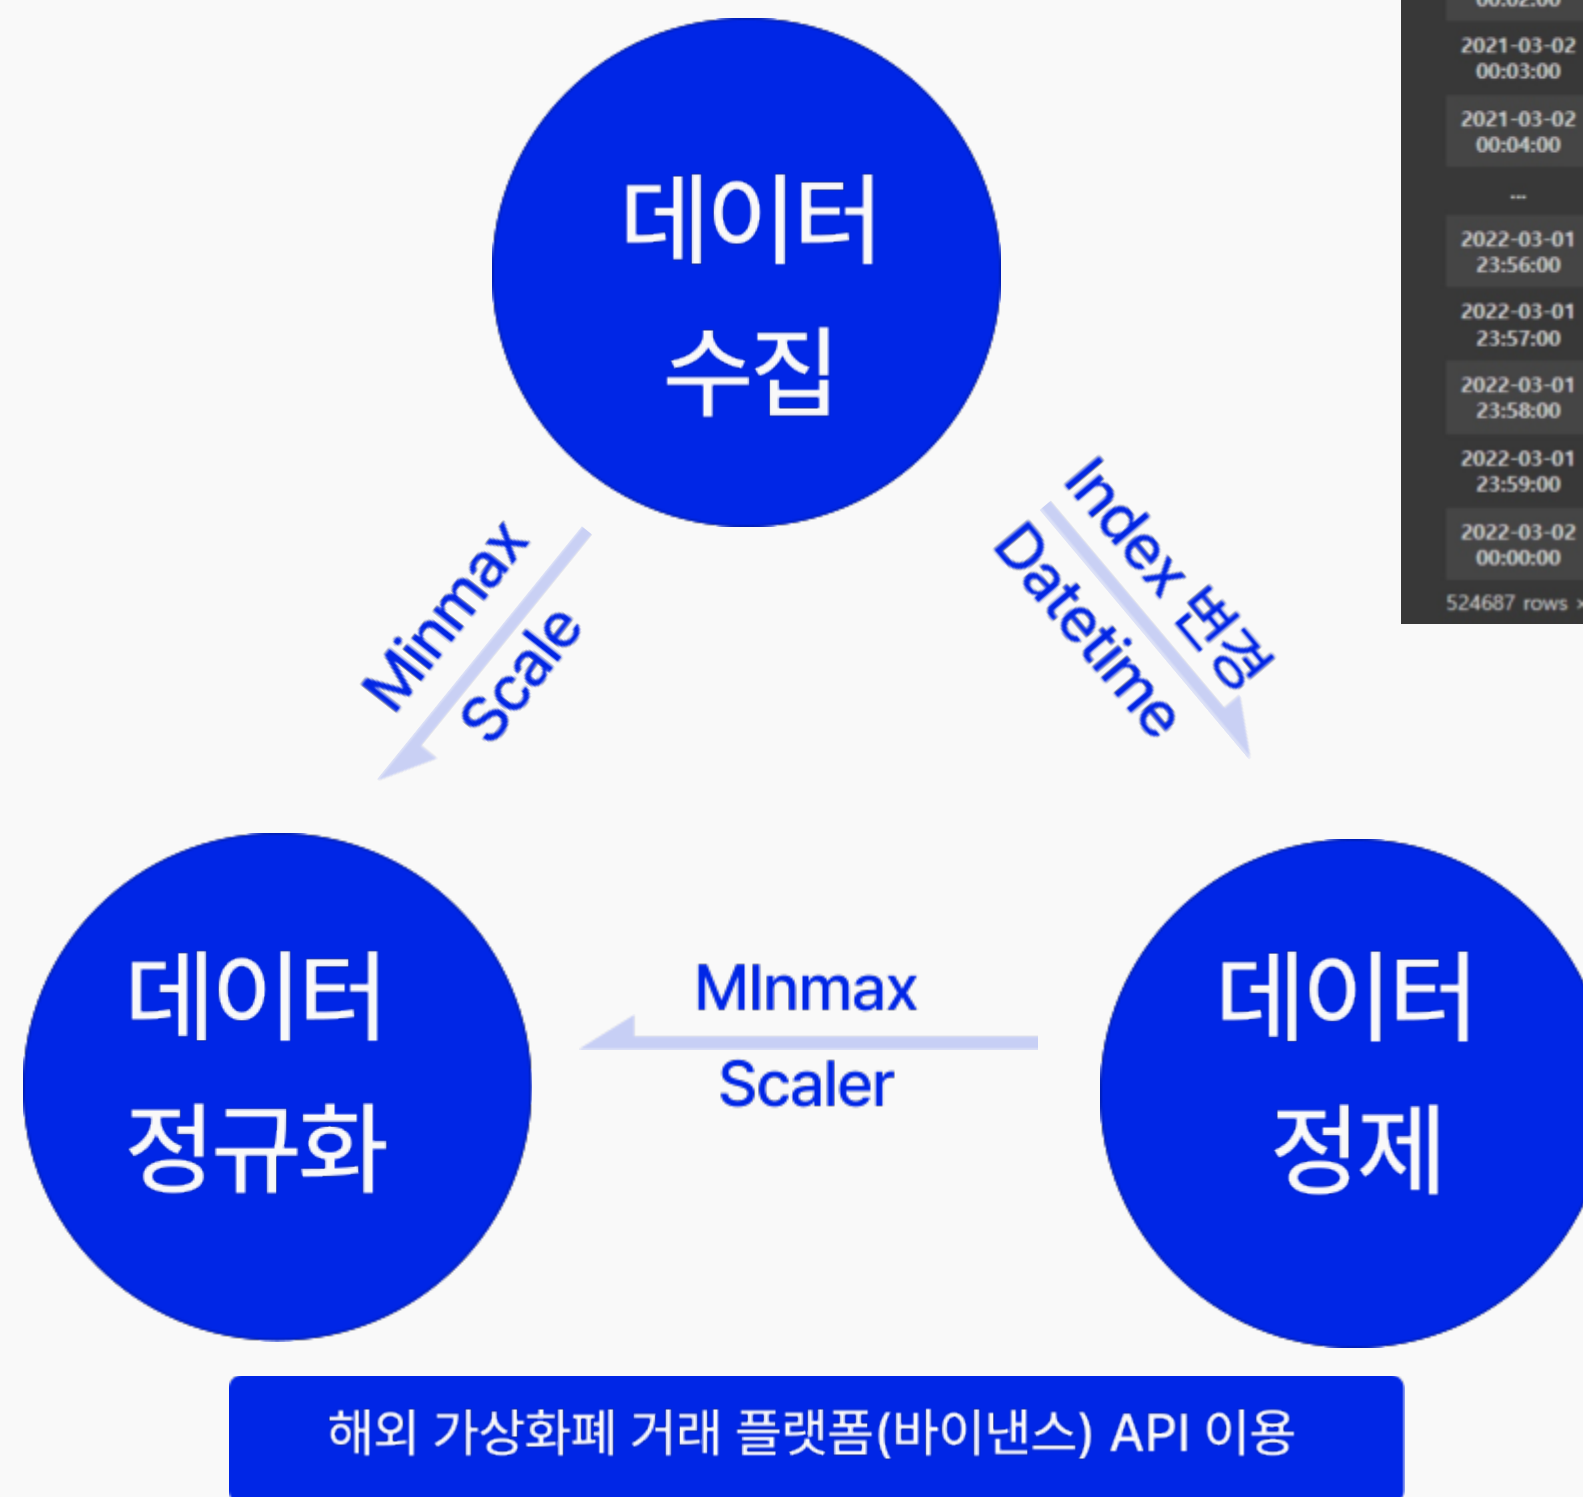 데이터
수집
Minmax
Scale
Index 변경
Datetime
데이터
정규화
MInmax
Scaler
데이터
정제
해외 가상화폐 거래 플랫폼(바이낸스) API 이용
00:02:00
2021-03-02
00:03:00
2021-03-02
00:04:00
...
2022-03-01
23:56:00
2022-03-01
23:57:00
2022-03-01
23:58:00
2022-03-01
23:59:00
2022-03-02
00:00:00
524687 rows ×